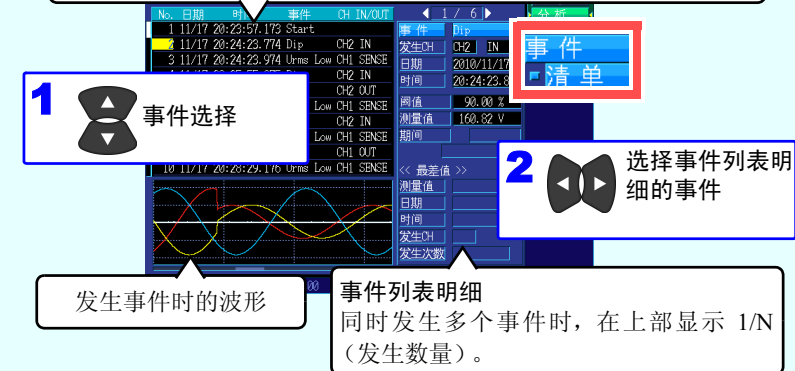 No. 日期 时间 事件 CH IN/OUT
1 / 6
分 析
1 11/17 20:23:57.173 Start
2 11/17 20:24:23.774 Dip CH2 IN
3 11/17 20:24:23.974 Urms Low CH1 SENSE
CH2 IN
CH2 OUT
Low CH1 SENSE
CH2 IN
Low CH1 SENSE
CH1 OUT
10 11/17 20:28:29.176 Urms Low CH1 SENSE
事 件 Dip
发生CH CH2 IN
日期 2010/11/17
时间 20:24:23.
阈值 90.00 %
测量值 160.82 V
期间
<< 最差值 >>
测量值
日期
时间
发生CH
发生次数
事 件
清 单
1
事件选择
2
选择事件列表明
细的事件
发生事件时的波形
事件列表明细
同时发生多个事件时，在上部显示 1/N
（发生数量）。